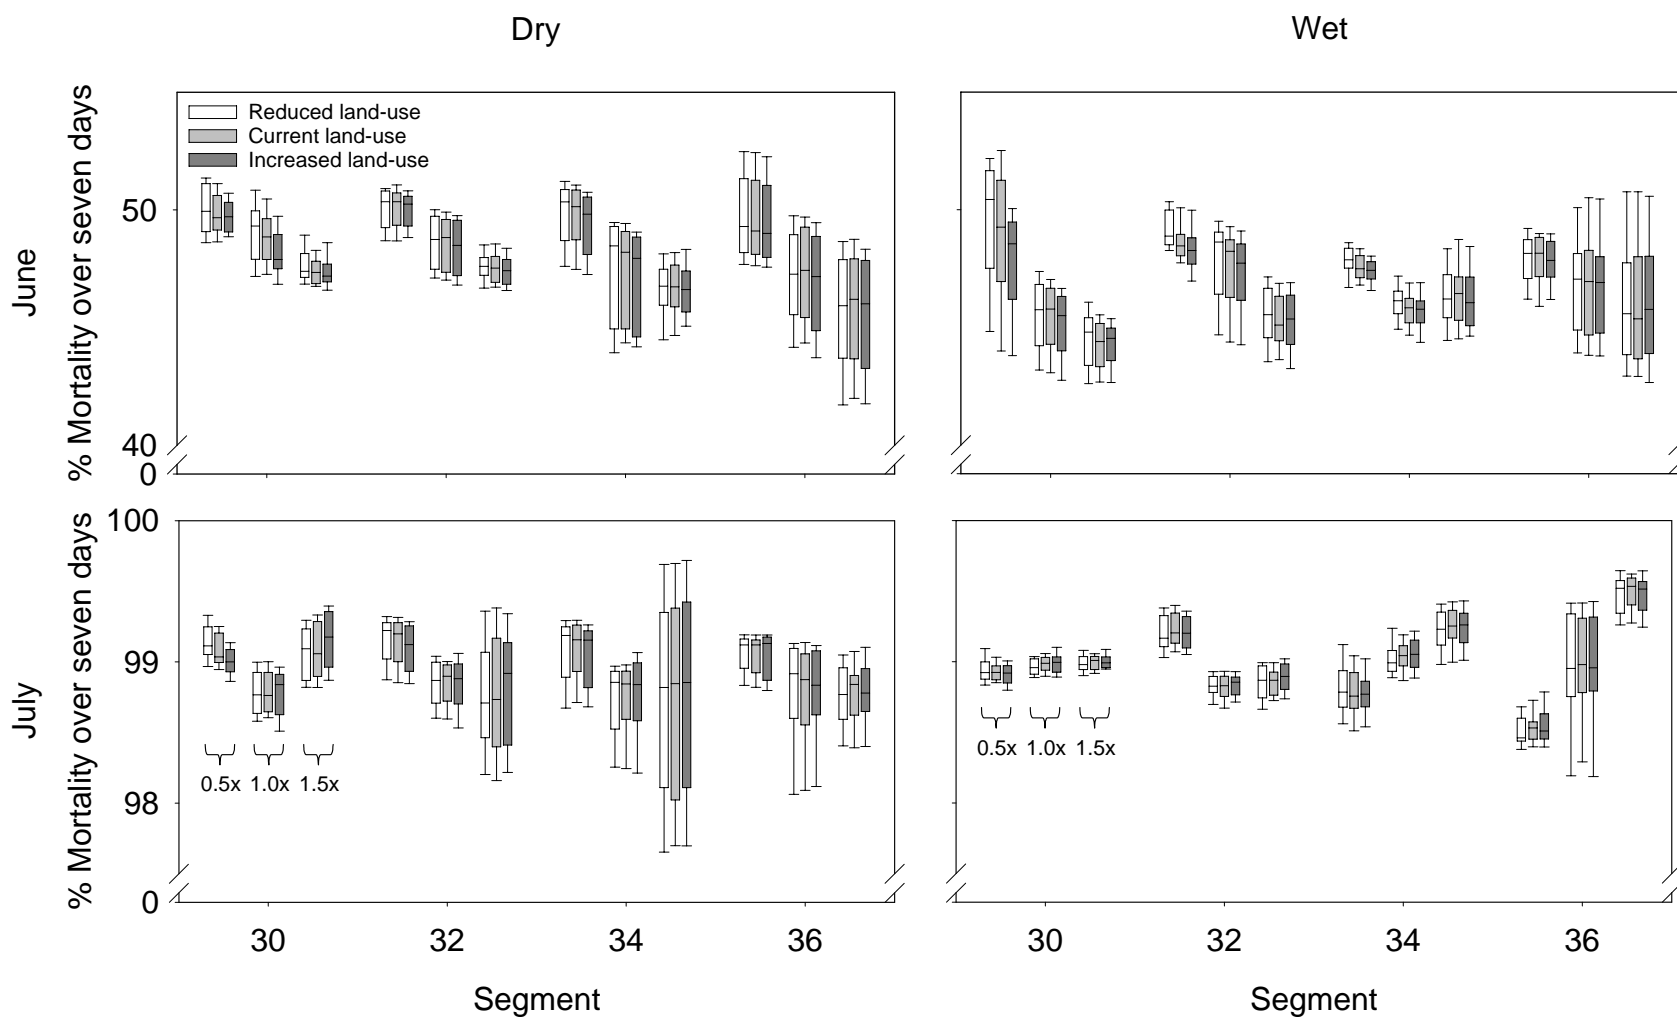 Dry
Wet
% Mortality over seven days
June
Reduced land-use
Current land-use
Increased land-use
50
40
0
% Mortality over seven days
July
100
99
98
0
0.5x 1.0x 1.5x
0.5x 1.0x 1.5x
30 32 34 36
30 32 34 36
Segment
Segment